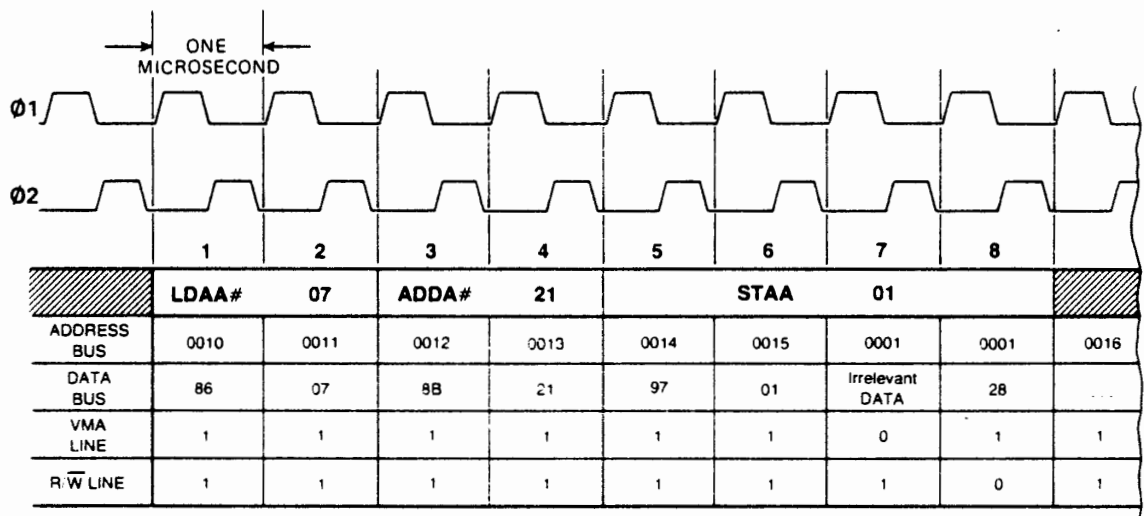 ONE
MICROSECOND
Ø1
Ø2
1 2 3 4 5 6 7 8
LDAA# 07 ADDA# 21 STAA 01
ADDRESS
BUS 0010 0011 0012 0013 0014 0015 0001 0001 0016
DATA
BUS 86 07 8B 21 97 01 Irrelevant
DATA 28 ...
VMA
LINE 1 1 1 1 1 1 0 1 1
R/W̅ LINE 1 1 1 1 1 1 1 0 1